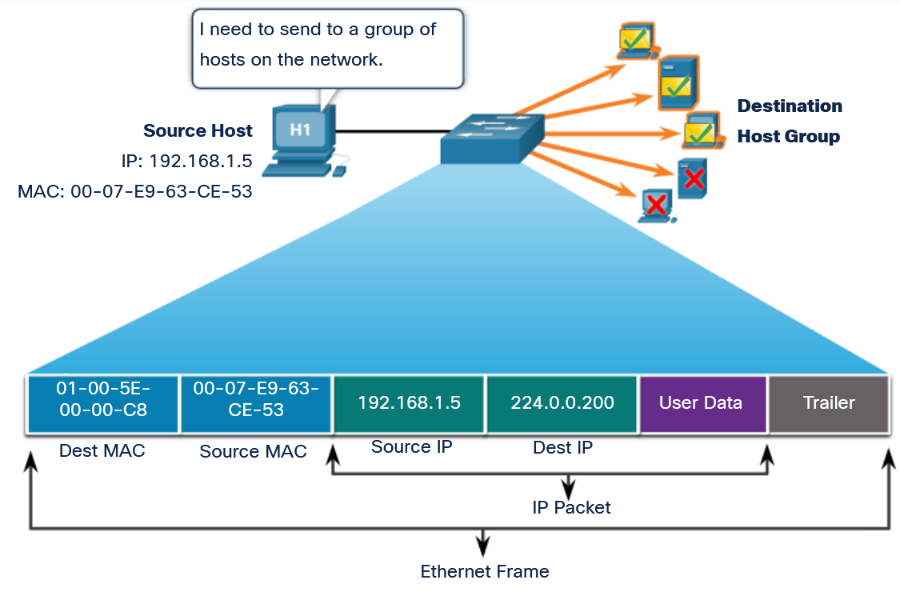 I need to send to a group of
hosts on the network.
H1
Source Host
IP: 192.168.1.5
MAC: 00-07-E9-63-CE-53
Destination
Host Group
01-00-5E-
00-00-C8
00-07-E9-63-
CE-53
192.168.1.5
224.0.0.200
User Data
Trailer
Dest MAC
Source MAC
Source IP
Dest IP
IP Packet
Ethernet Frame